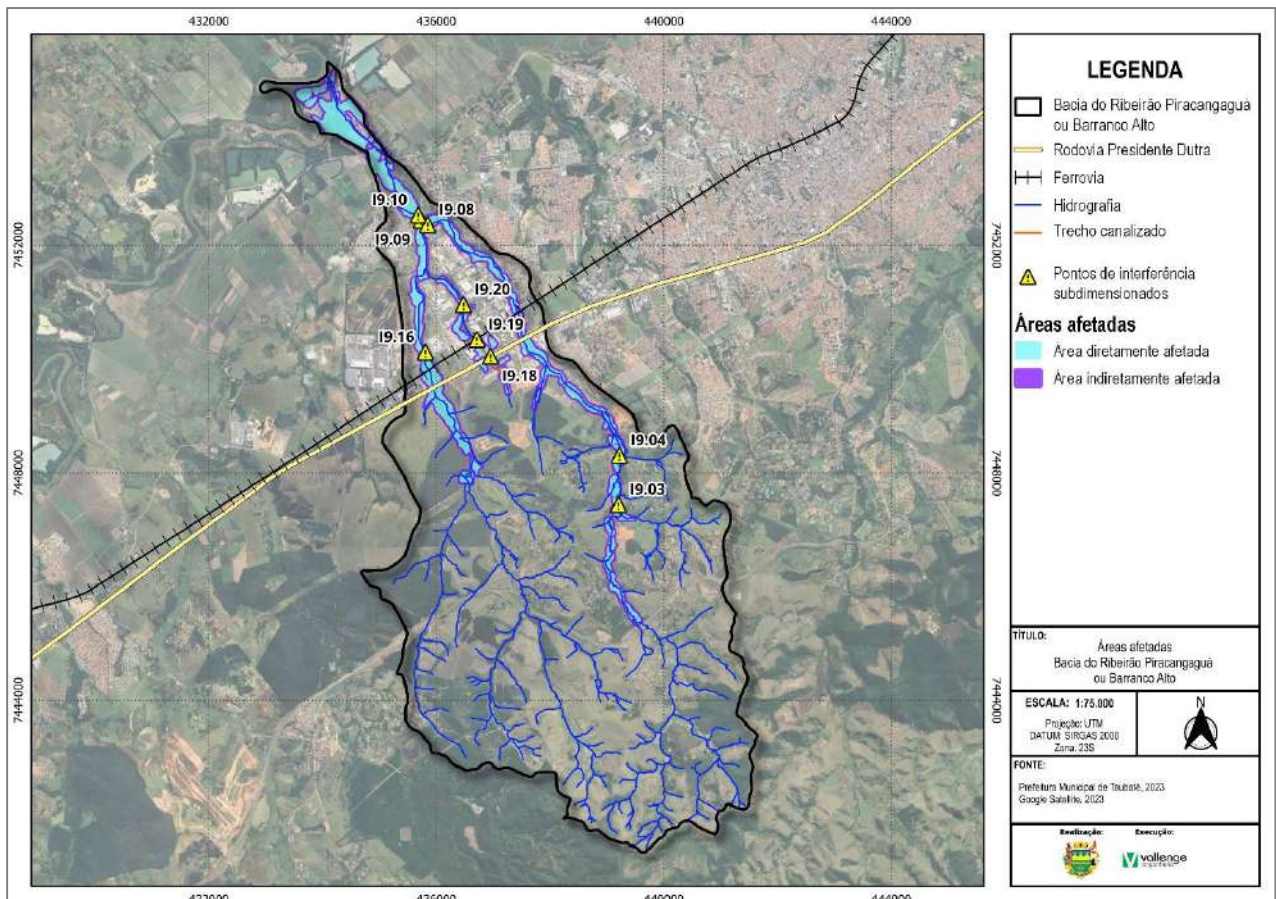 432000 436000 440000 444000
7452000
7448000
7444000
7452000
7448000
7444000
I9.10
I9.08
I9.09
I9.20
I9.19
I9.16
I9.18
I9.04
I9.03
LEGENDA
Bacia do Ribeirão Piracangaguá
ou Barranco Alto
Rodovia Presidente Dutra
Ferrovia
Hidrografia
Trecho canalizado
Pontos de interferência
subdimensionados
Áreas afetadas
Área diretamente afetada
Área indiretamente afetada
TÍTULO:
Áreas afetadas
Bacia do Ribeirão Piracangaguá
ou Barranco Alto
ESCALA: 1:75.000
Projeção: UTM
DATUM: SIRGAS 2000
Zona: 23S
N
FONTE:
Prefeitura Municipal de Taubaté, 2023
Google Satellite, 2023
Realização: Execução:
vallenge
432000 436000 440000 444000